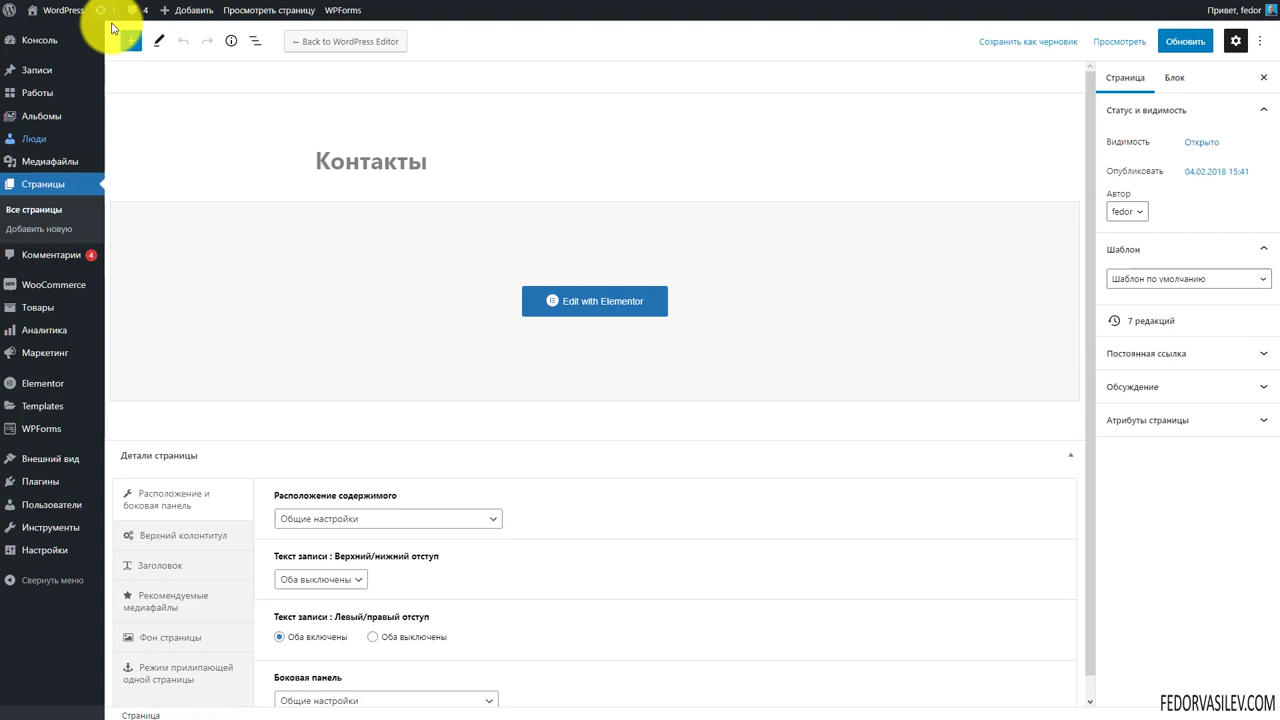 WordPress 1 4 Добавить Просмотреть страницу WPForms Привет, fedor
← Back to WordPress Editor Сохранить как черновик Просмотреть Обновить
Консоль
Записи
Работы
Альбомы
Люди
Медиафайлы
Страницы
Все страницы
Добавить новую
Комментарии 4
WooCommerce
Товары
Аналитика
Маркетинг
Elementor
Templates
WPForms
Внешний вид
Плагины
Пользователи
Инструменты
Настройки
Свернуть меню
Контакты
Edit with Elementor
Детали страницы
Расположение и
боковая панель
Верхний колонтитул
Заголовок
Рекомендуемые
медиафайлы
Фон страницы
Режим прилипающей
одной страницы
Расположение содержимого
Общие настройки
Текст записи : Верхний/нижний отступ
Оба выключены
Текст записи : Левый/правый отступ
Оба включены Оба выключены
Боковая панель
Общие настройки
Страница
Страница Блок
Статус и видимость
Видимость Открыто
Опубликовать 04.02.2018 15:41
Автор
fedor
Шаблон
Шаблон по умолчанию
7 редакций
Постоянная ссылка
Обсуждение
Атрибуты страницы
FEDORVASILEV.COM